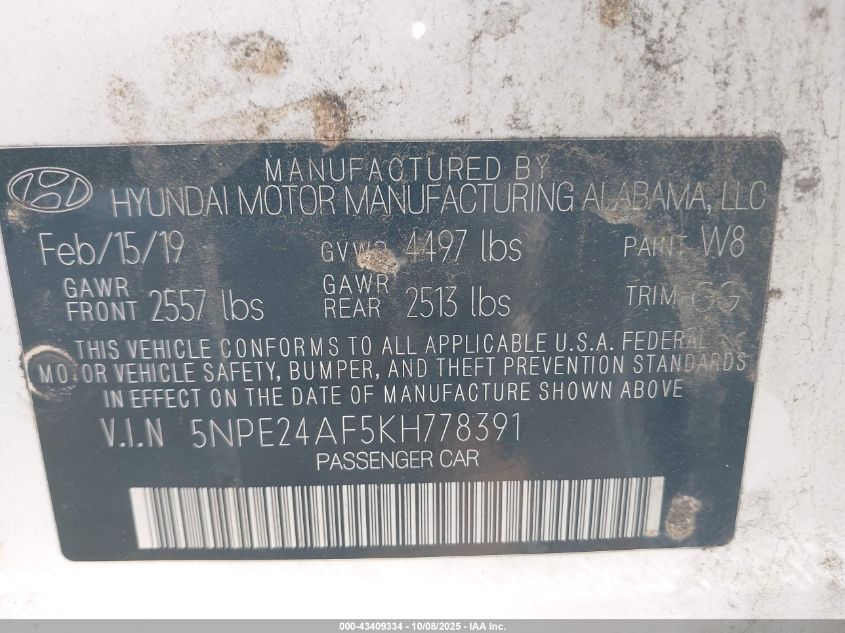 MANUFACTURED BY
HYUNDAI MOTOR MANUFACTURING ALABAMA, LLC
Feb/15/19 GVWR 4497 lbs PAINT W8
GAWR FRONT 2557 lbs GAWR REAR 2513 lbs TRIM GG
THIS VEHICLE CONFORMS TO ALL APPLICABLE U.S.A. FEDERAL
MOTOR VEHICLE SAFETY, BUMPER, AND THEFT PREVENTION STANDARDS
IN EFFECT ON THE DATE OF MANUFACTURE SHOWN ABOVE
V.I.N 5NPE24AF5KH778391
PASSENGER CAR
000-43409334 - 10/08/2025 - IAA Inc.